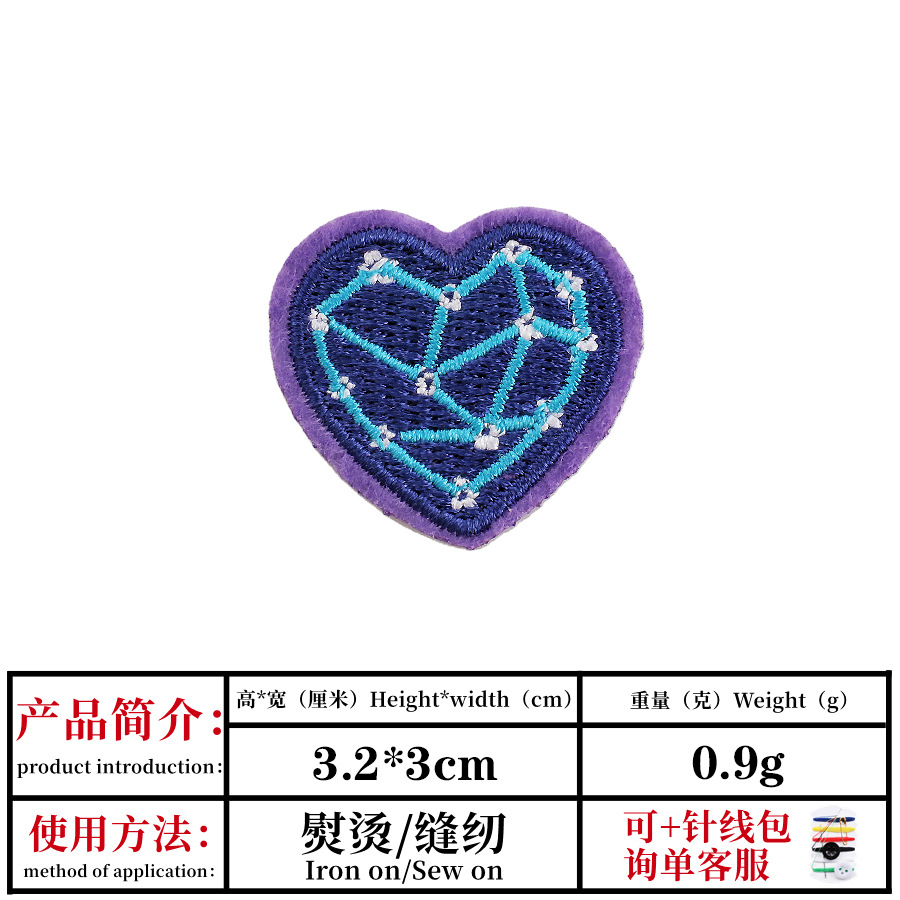 产品简介：
product introduction：
高*宽（厘米）Height*width（cm）
重量（克）Weight（g）
3.2*3cm
0.9g
使用方法：
method of application：
熨烫/缝纫
Iron on/Sew on
可+针线包
询单客服